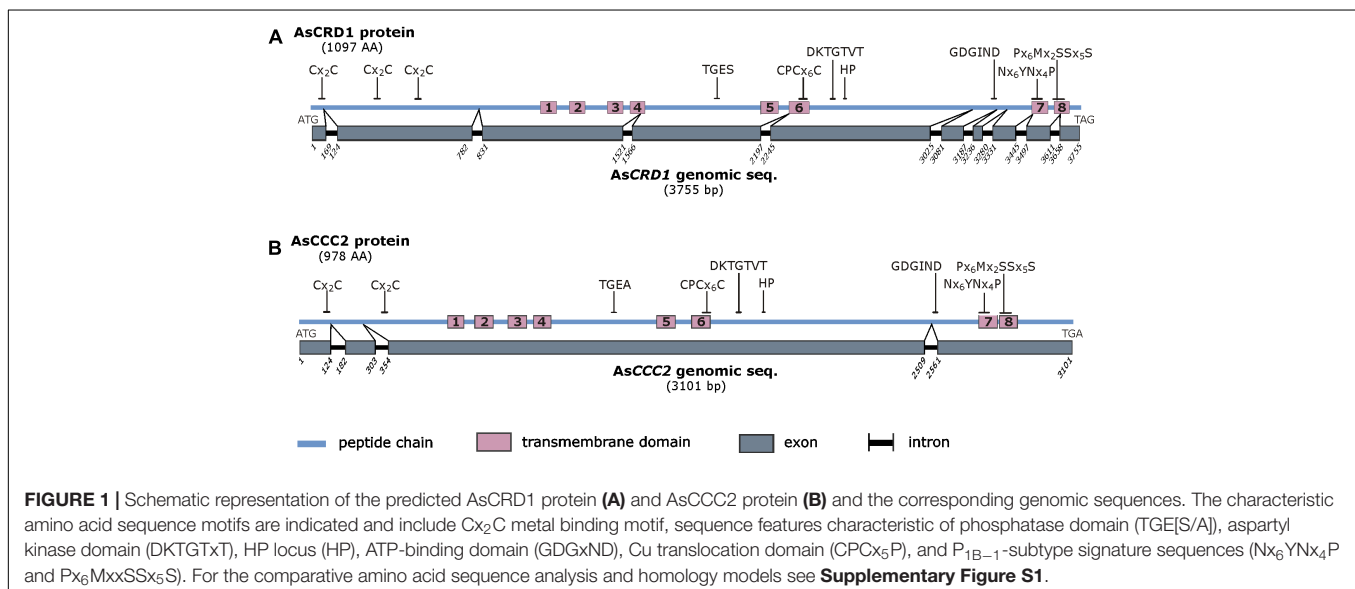 A AsCRD1 protein
(1097 AA)
Cx₂C Cx₂C Cx₂C TGES CPCx₆C DKTGTVT HP GDGIND Nx₆YNx₄P Px₆Mx₂SSx₅S
1 2 3 4 5 6 7 8
ATG TAG
1 169 124 782 831 1521 1566 2197 2245 3025 3081 3187 3236 3280 3331 3445 3497 3611 3658 3755
AsCRD1 genomic seq.
(3755 bp)
B AsCCC2 protein
(978 AA)
Cx₂C Cx₂C TGEA CPCx₆C DKTGTVT HP GDGIND Nx₆YNx₄P Px₆Mx₂SSx₅S
1 2 3 4 5 6 7 8
ATG TGA
1 124 182 303 354 2509 2561 3101
AsCCC2 genomic seq.
(3101 bp)
peptide chain transmembrane domain exon intron
FIGURE 1 | Schematic representation of the predicted AsCRD1 protein (A) and AsCCC2 protein (B) and the corresponding genomic sequences. The characteristic
amino acid sequence motifs are indicated and include Cx₂C metal binding motif, sequence features characteristic of phosphatase domain (TGE[S/A]), aspartyl
kinase domain (DKTGTxT), HP locus (HP), ATP-binding domain (GDGxND), Cu translocation domain (CPCx₅P), and P₁B₋₁-subtype signature sequences (Nx₆YNx₄P
and Px₆MxxSSx₅S). For the comparative amino acid sequence analysis and homology models see Supplementary Figure S1.